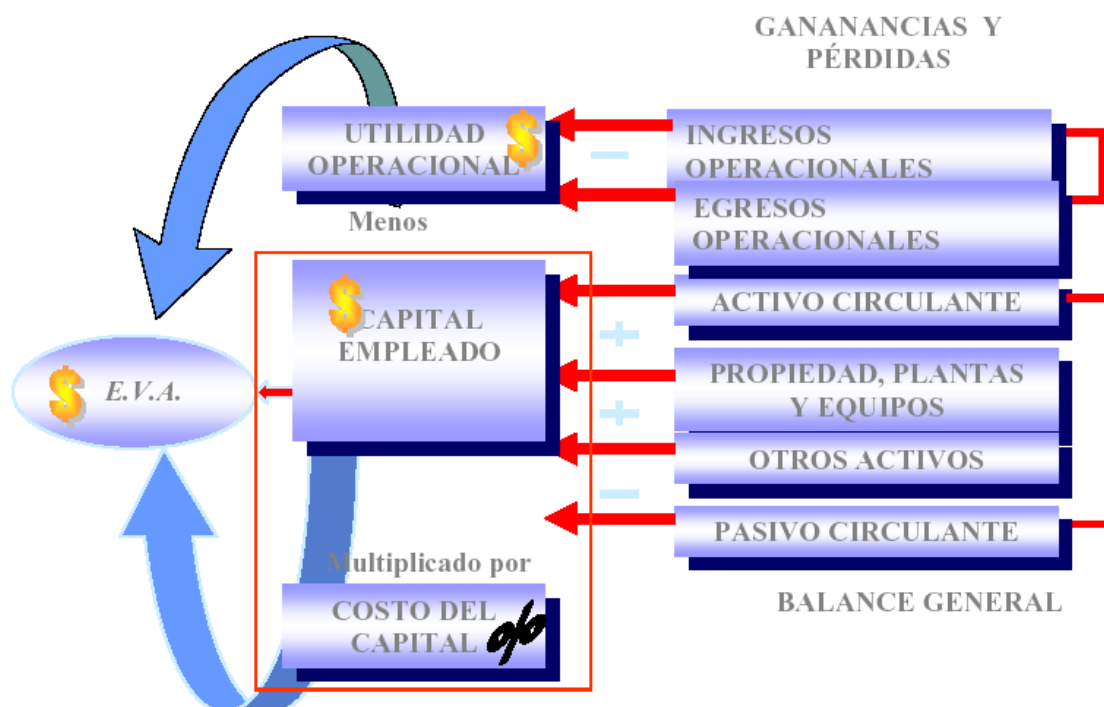 GANANANCIAS Y
PÉRDIDAS
UTILIDAD
OPERACIONAL
$
−
INGRESOS
OPERACIONALES
EGRESOS
OPERACIONALES
Menos
$
CAPITAL
EMPLEADO
+
ACTIVO CIRCULANTE
+
PROPIEDAD, PLANTAS
Y EQUIPOS
$
E.V.A.
OTROS ACTIVOS
−
PASIVO CIRCULANTE
Multiplicado por
COSTO DEL
CAPITAL
%
BALANCE GENERAL